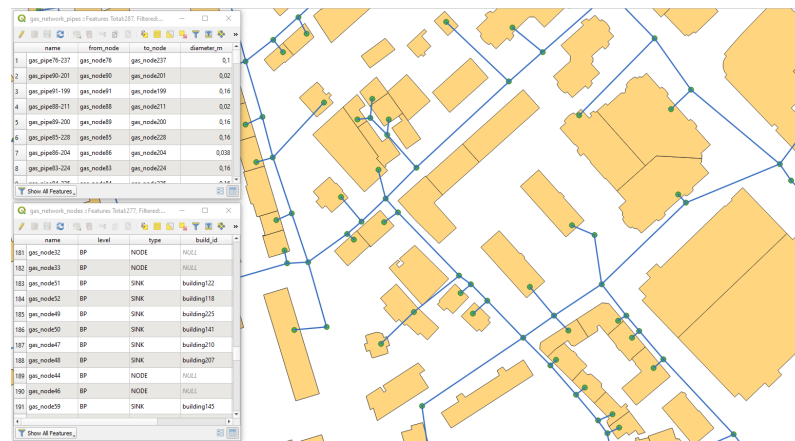 gas_network_pipes :: Features Total:287, Filtered:...
name from_node to_node diameter_m
1 gas_pipe76-237 gas_node76 gas_node237 0,1
2 gas_pipe90-201 gas_node90 gas_node201 0,02
3 gas_pipe91-199 gas_node91 gas_node199 0,16
4 gas_pipe88-211 gas_node88 gas_node211 0,02
5 gas_pipe89-200 gas_node89 gas_node200 0,16
6 gas_pipe85-228 gas_node85 gas_node228 0,16
7 gas_pipe86-204 gas_node86 gas_node204 0,038
8 gas_pipe83-224 gas_node83 gas_node224 0,16
Show All Features
gas_network_nodes :: Features Total:277, Filtered:...
name level type build_id
181 gas_node32 BP NODE NULL
182 gas_node33 BP NODE NULL
183 gas_node51 BP SINK building122
184 gas_node52 BP SINK building118
185 gas_node49 BP SINK building225
186 gas_node50 BP SINK building141
187 gas_node47 BP SINK building210
188 gas_node48 BP SINK building207
189 gas_node44 BP NODE NULL
190 gas_node46 BP NODE NULL
191 gas_node59 BP SINK building145
Show All Features